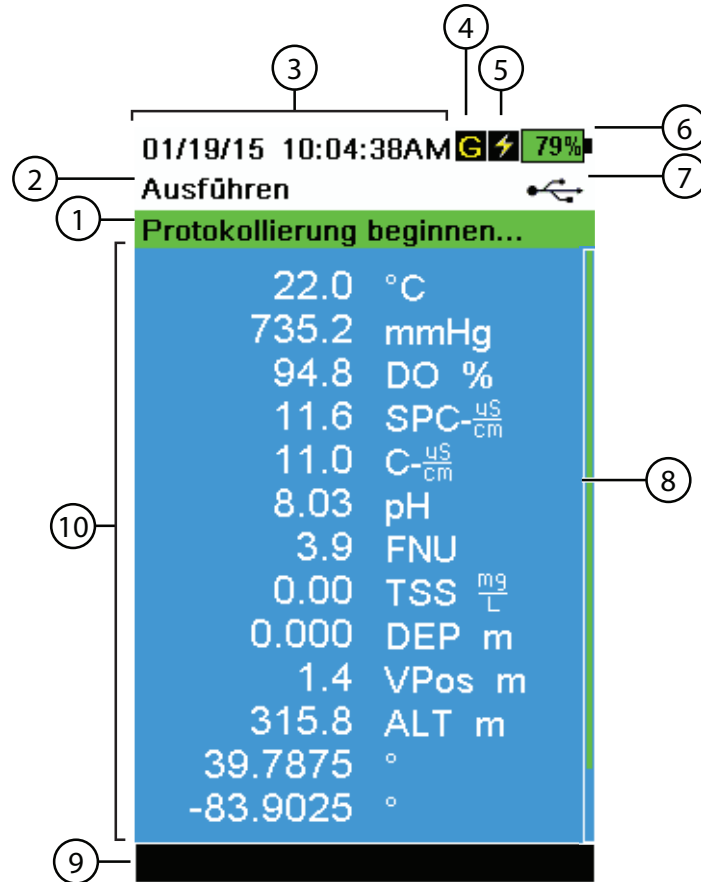 4
5
3
6
01/19/15 10:04:38AM G 79%
2
7
Ausführen
1
Protokollierung beginnen...
22.0 °C
735.2 mmHg
94.8 DO %
11.6 SPC-uS/cm
11.0 C-uS/cm
8
8.03 pH
10
3.9 FNU
0.00 TSS mg/L
0.000 DEP m
1.4 VPos m
315.8 ALT m
39.7875 °
-83.9025 °
9